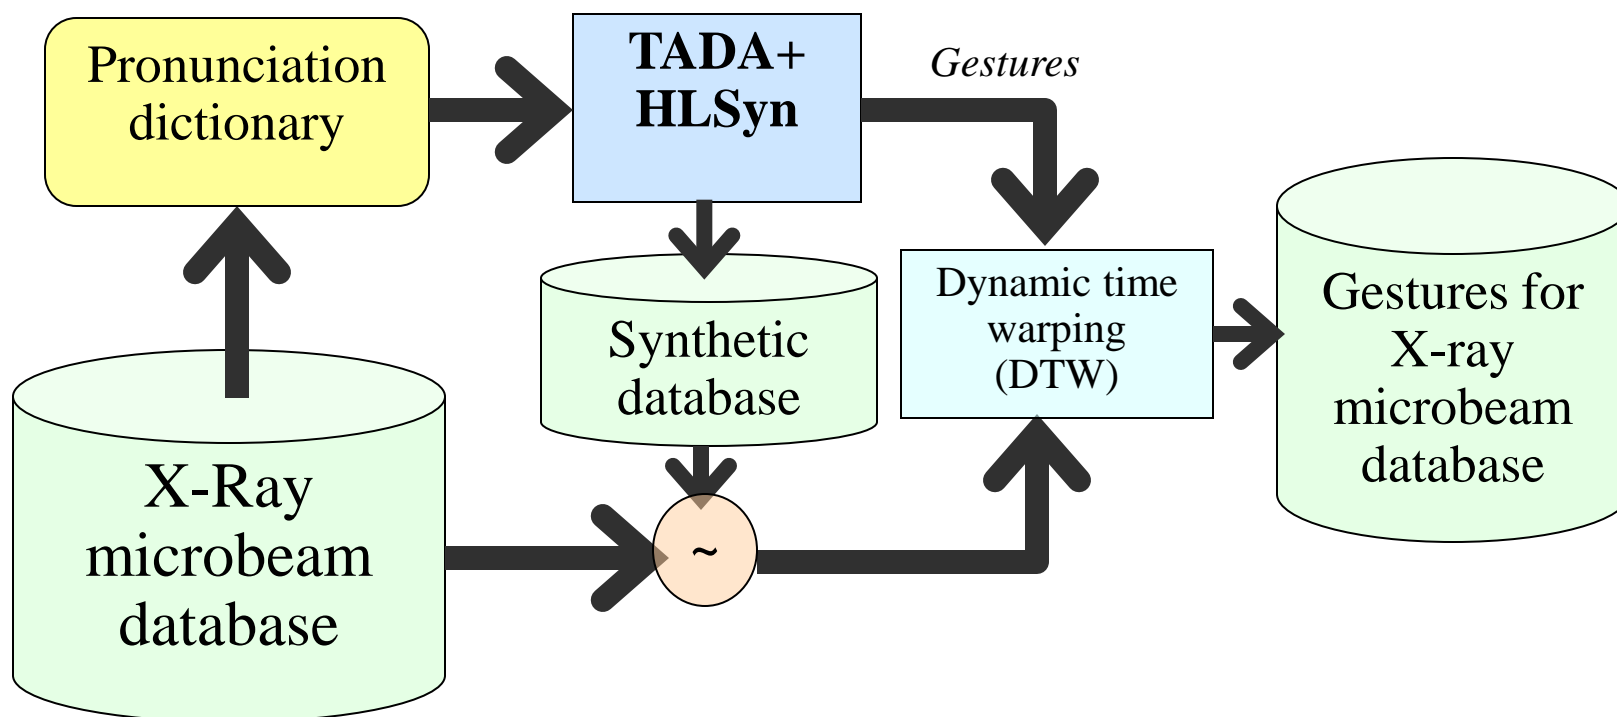 Pronunciation
dictionary
TADA+
HLSyn
Gestures
Synthetic
database
Dynamic time
warping
(DTW)
Gestures for
X-ray
microbeam
database
X-Ray
microbeam
database
~